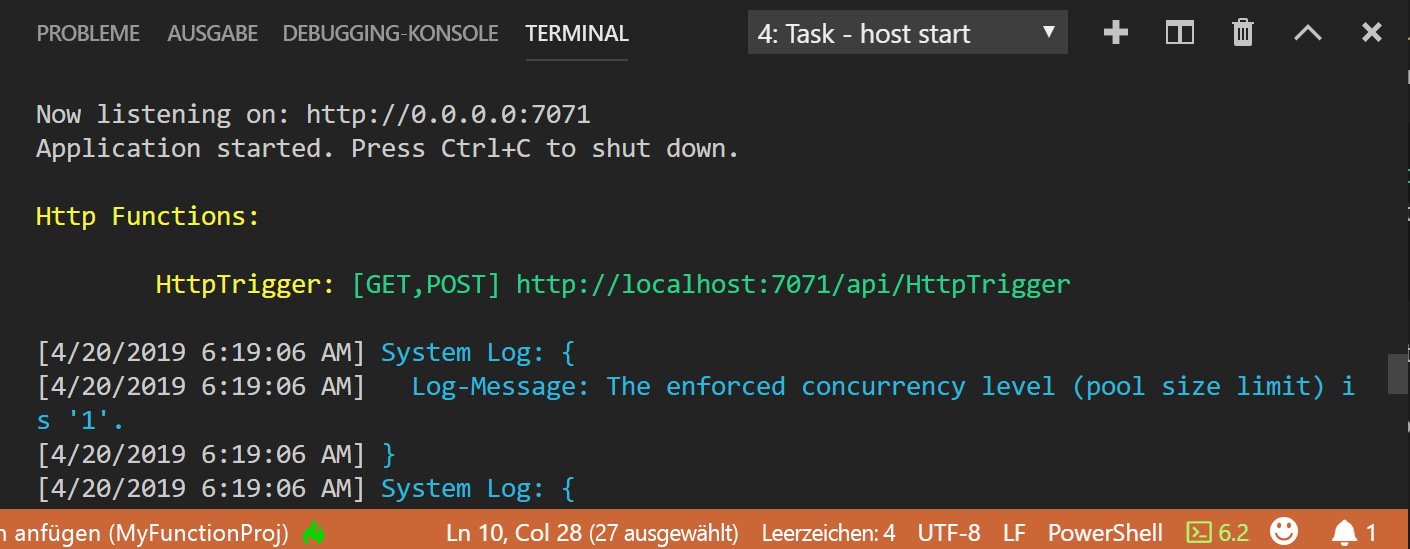 PROBLEME AUSGABE DEBUGGING-KONSOLE TERMINAL 4: Task - host start
Now listening on: http://0.0.0.0:7071
Application started. Press Ctrl+C to shut down.
Http Functions:
HttpTrigger: [GET,POST] http://localhost:7071/api/HttpTrigger
[4/20/2019 6:19:06 AM] System Log: {
[4/20/2019 6:19:06 AM]   Log-Message: The enforced concurrency level (pool size limit) i
s '1'.
[4/20/2019 6:19:06 AM] }
[4/20/2019 6:19:06 AM] System Log: {
anfügen (MyFunctionProj) Ln 10, Col 28 (27 ausgewählt) Leerzeichen: 4 UTF-8 LF PowerShell 6.2 1